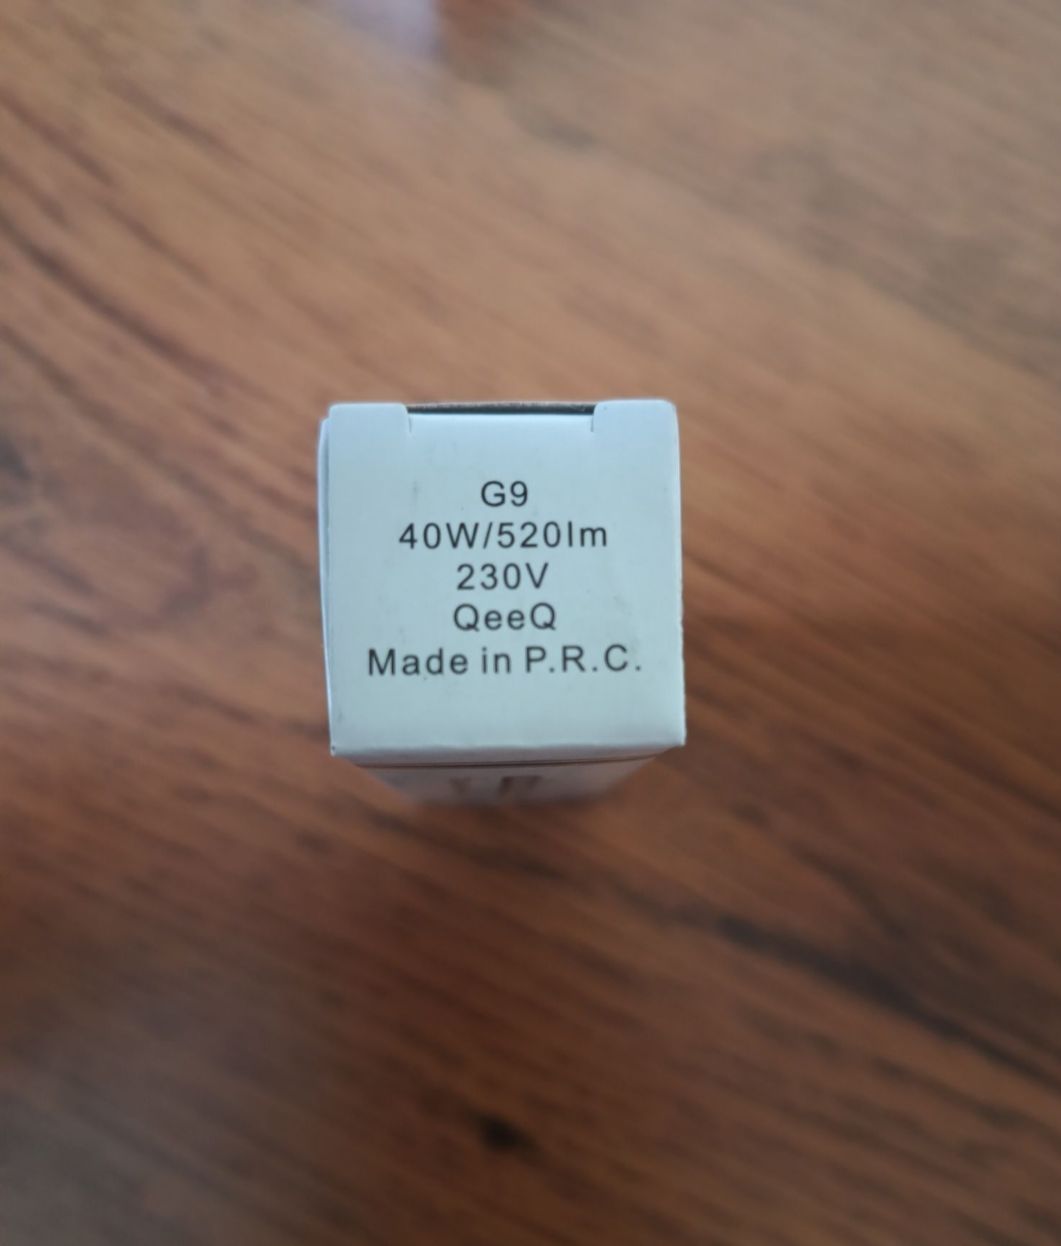 G9
40W/520lm
230V
QeeQ
Made in P.R.C.